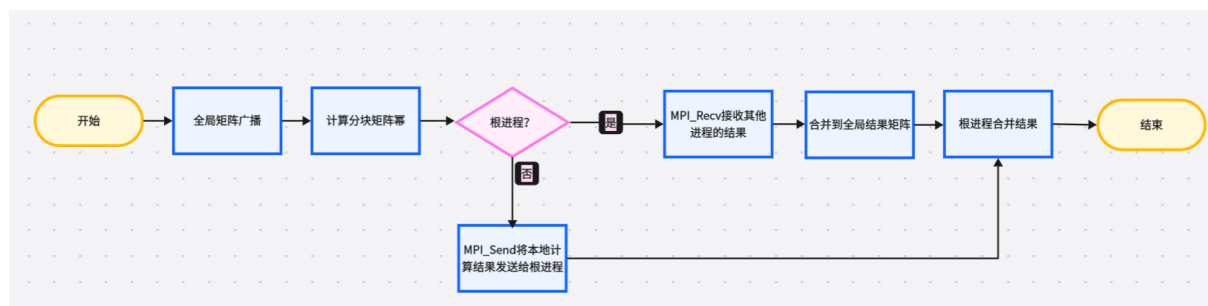 开始
全局矩阵广播
计算分块矩阵幂
根进程?
是
MPI_Recv接收其他
进程的结果
合并到全局结果矩阵
根进程合并结果
结束
否
MPI_Send将本地计
算结果发送给根进程